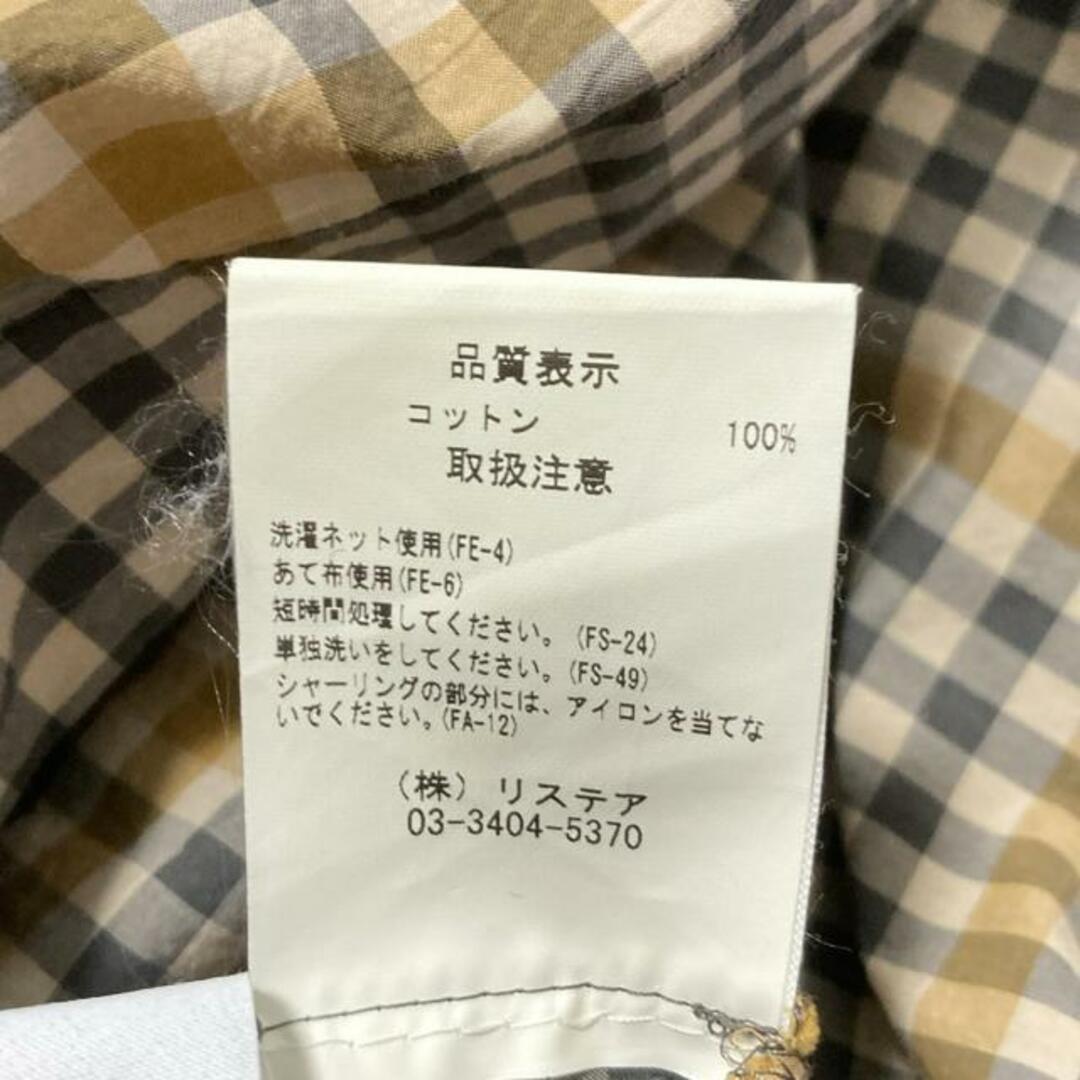 品質表示
コットン 100%
取扱注意
洗濯ネット使用(FE-4)
あて布使用(FE-6)
短時間処理してください。(FS-24)
単独洗いをしてください。(FS-49)
シャーリングの部分には、アイロンを当てな
いでください。(FA-12)
(株) リステア
03-3404-5370